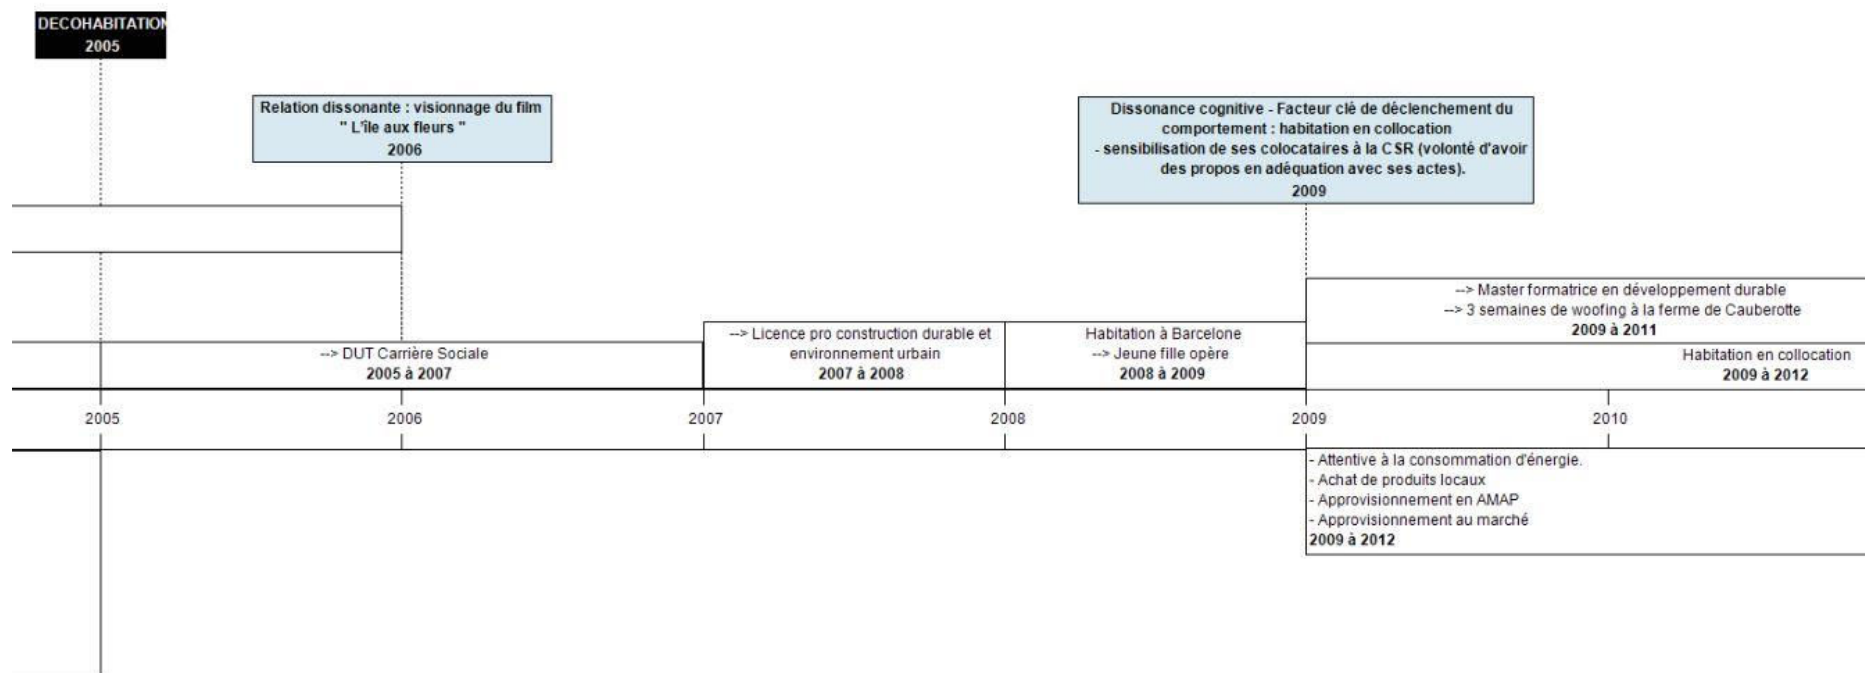 DECOHABITATION
2005
Relation dissonante : visionnage du film
" L'île aux fleurs "
2006
Dissonance cognitive - Facteur clé de déclenchement du
comportement : habitation en collocation
- sensibilisation de ses colocataires à la CSR (volonté d'avoir
des propos en adéquation avec ses actes).
2009
--> Master formatrice en développement durable
--> 3 semaines de woofing à la ferme de Cauberotte
2009 à 2011
--> DUT Carrière Sociale
2005 à 2007
--> Licence pro construction durable et
environnement urbain
2007 à 2008
Habitation à Barcelone
--> Jeune fille opère
2008 à 2009
Habitation en collocation
2009 à 2012
2005
2006
2007
2008
2009
2010
- Attentive à la consommation d'énergie.
- Achat de produits locaux
- Approvisionnement en AMAP
- Approvisionnement au marché
2009 à 2012